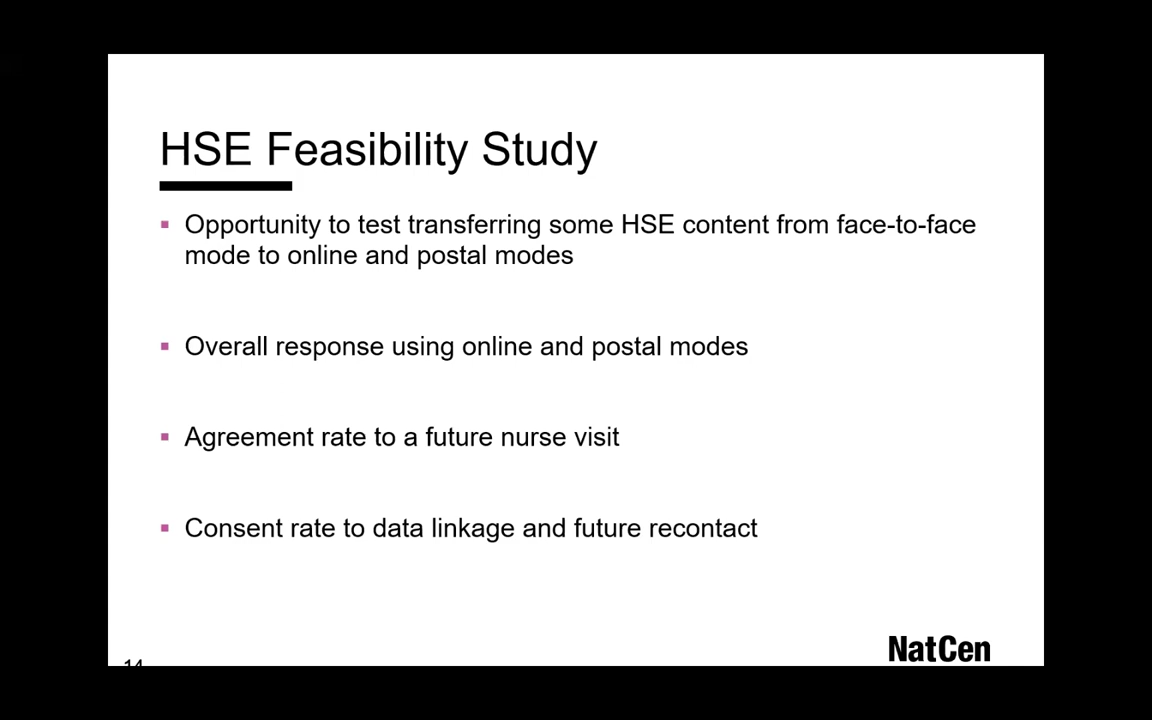 HSE Feasibility Study
▪ Opportunity to test transferring some HSE content from face-to-face
mode to online and postal modes
▪ Overall response using online and postal modes
▪ Agreement rate to a future nurse visit
▪ Consent rate to data linkage and future recontact
NatCen
14